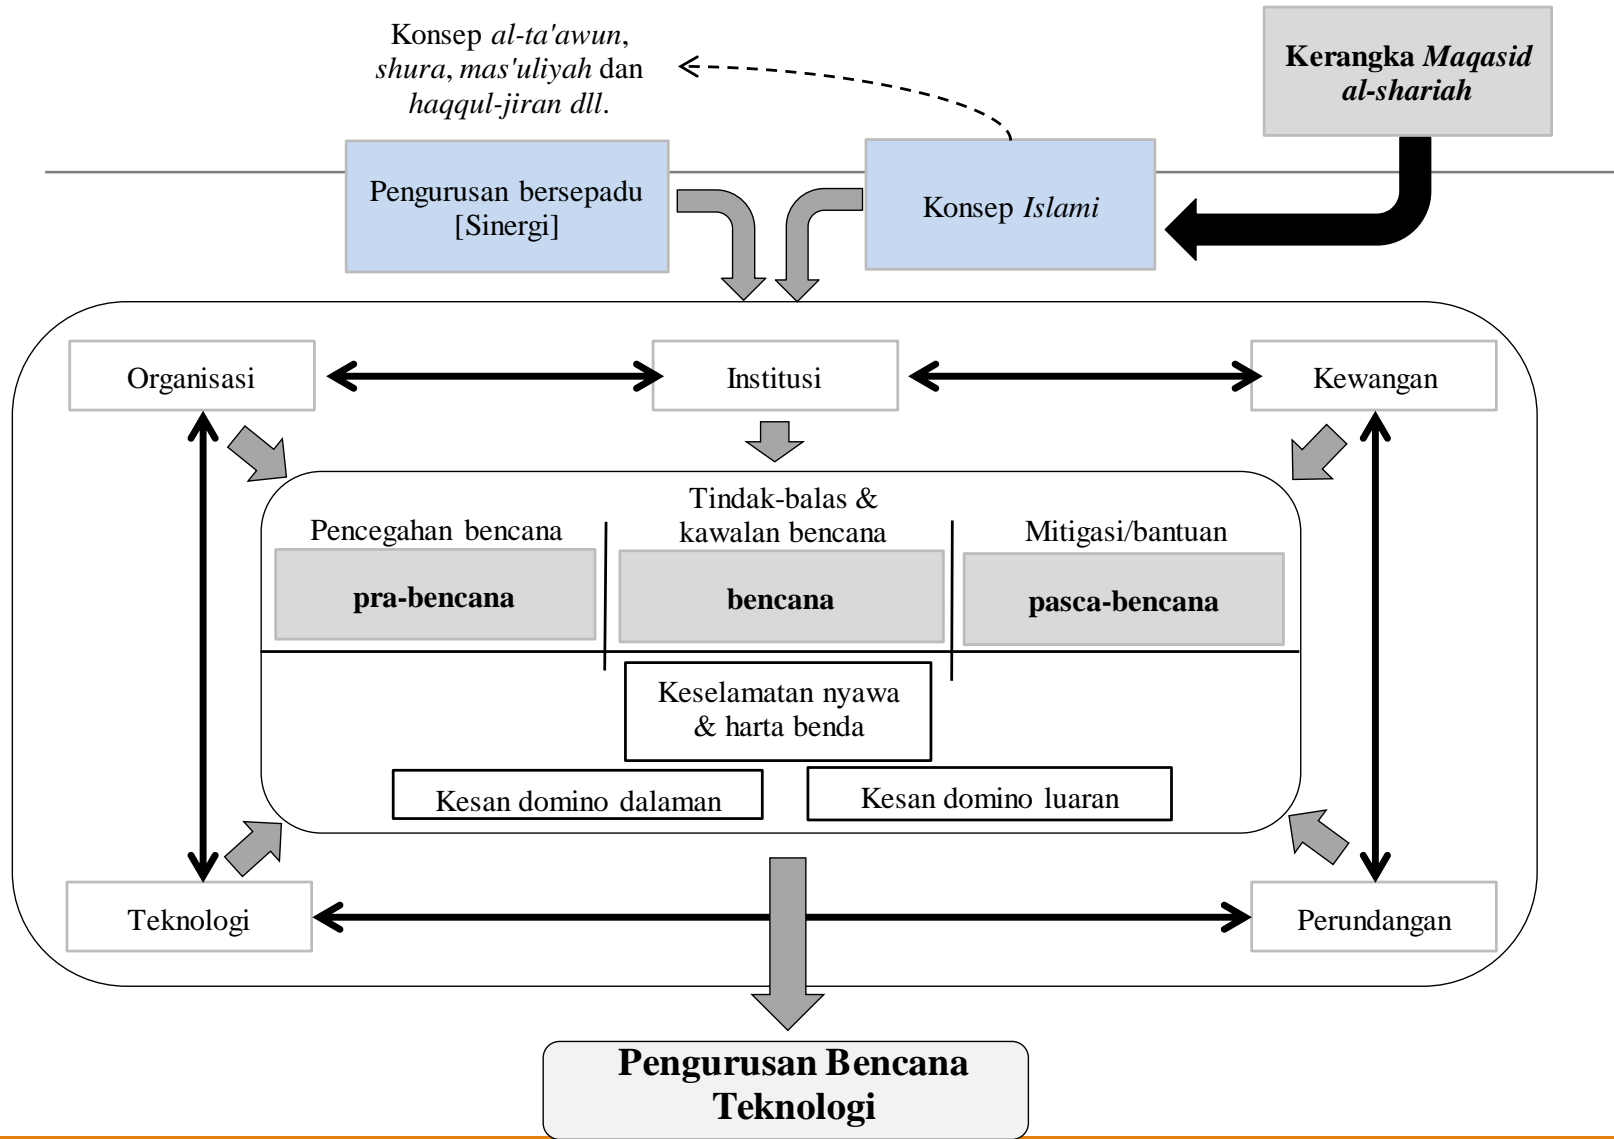 Konsep al-ta'awun,
shura, mas'uliyah dan
haqqul-jiran dll.
Kerangka Maqasid
al-shariah
Pengurusan bersepadu
[Sinergi]
Konsep Islami
Organisasi
Institusi
Kewangan
Pencegahan bencana
Tindak-balas &
kawalan bencana
Mitigasi/bantuan
pra-bencana
bencana
pasca-bencana
Keselamatan nyawa
& harta benda
Kesan domino dalaman
Kesan domino luaran
Teknologi
Perundangan
Pengurusan Bencana
Teknologi